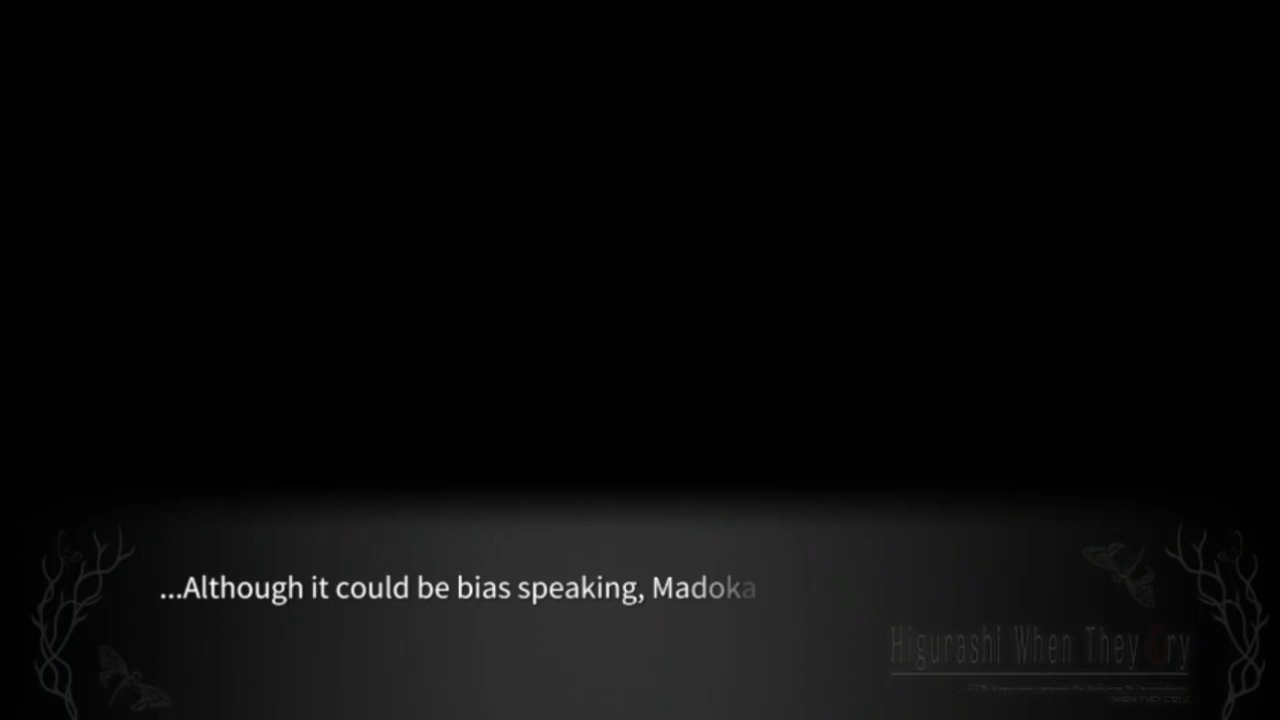 ...Although it could be bias speaking, Madoka
Higurashi When They Cry